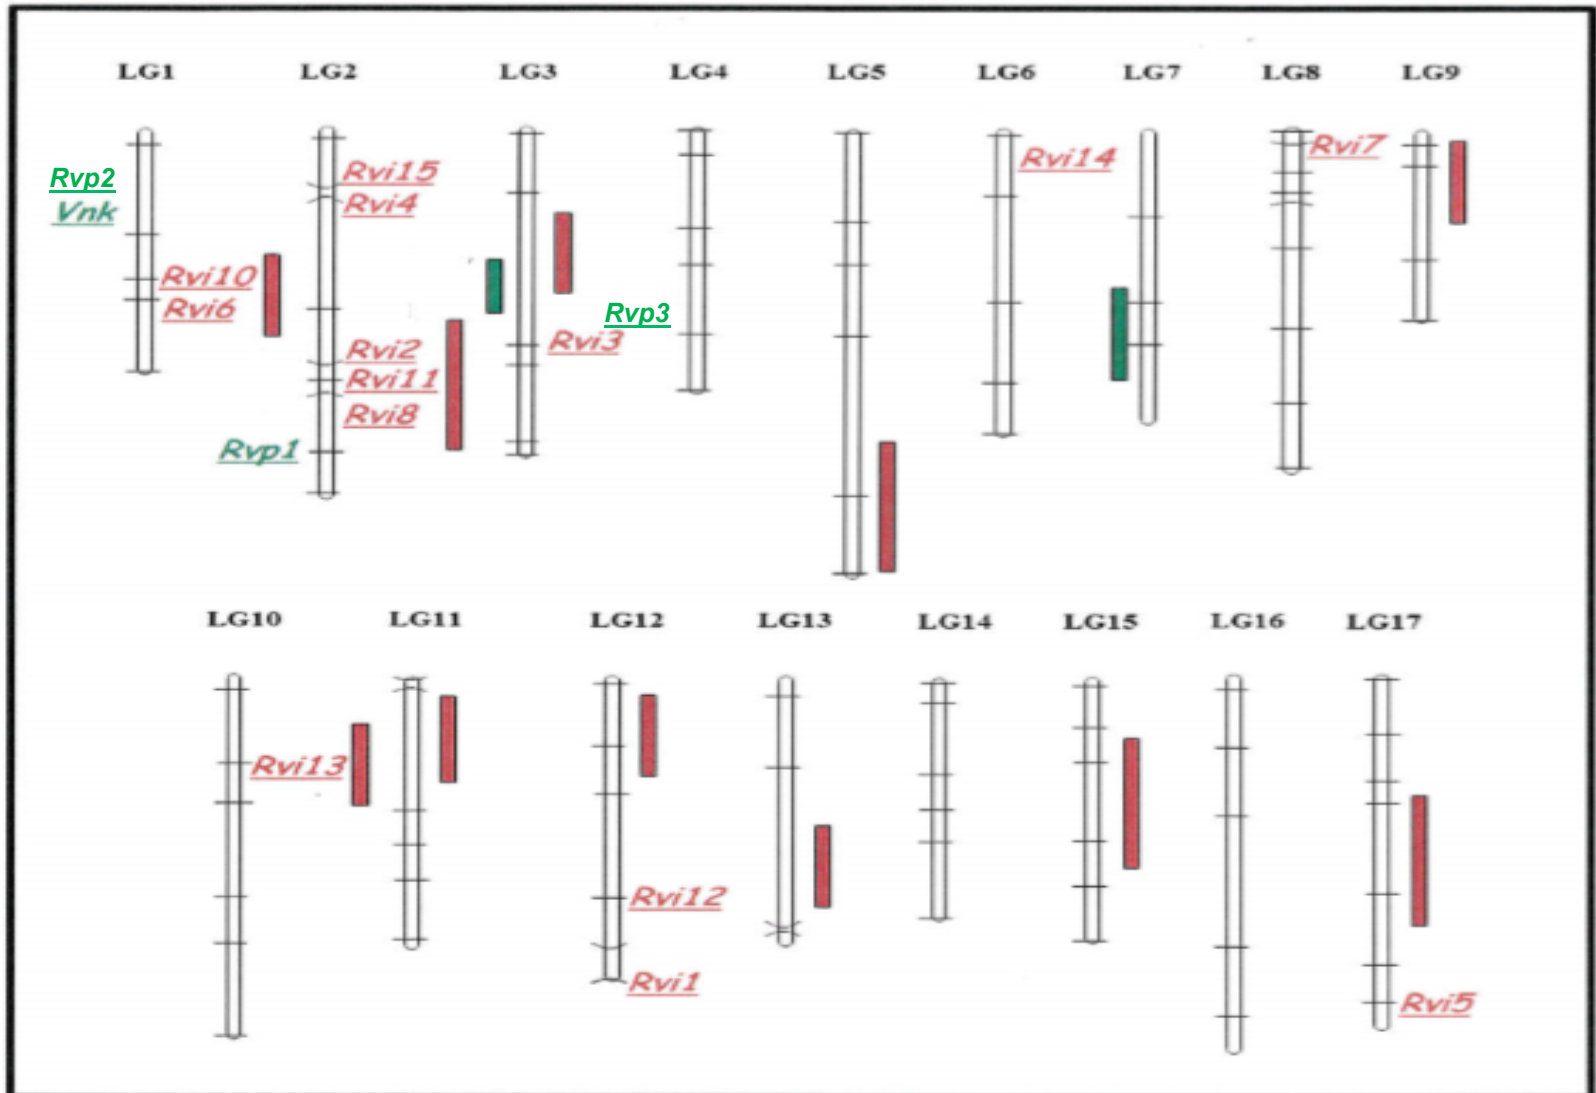 LG1 LG2 LG3 LG4 LG5 LG6 LG7 LG8 LG9
Rvi7
Rvi14
Rvi15
Rvp2
Rvi4
Vnk
Rvi10
Rvi6
Rvp3
Rvi3
Rvi2
Rvi11
Rvi8
Rvp1
LG10 LG11 LG12 LG13 LG14 LG15 LG16 LG17
Rvi13
Rvi12
Rvi1
Rvi5